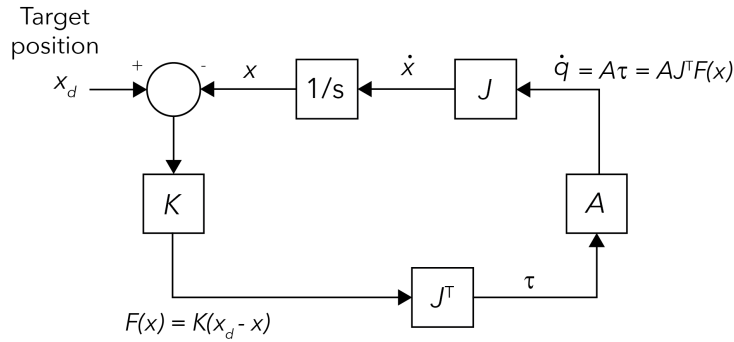 Target
position
x_d
+
-
x
1/s
ẋ
J
q̇ = Aτ = AJᵀF(x)
K
A
Jᵀ
τ
F(x) = K(x_d - x)